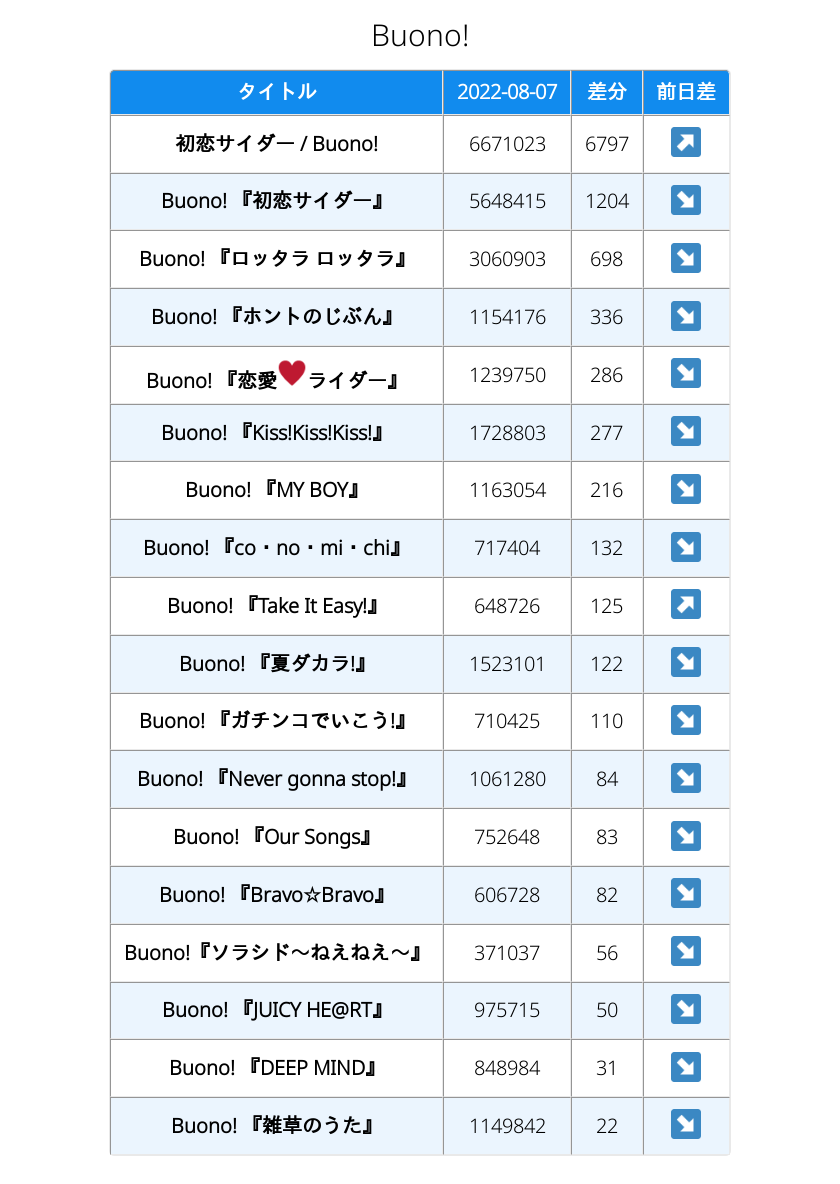 Buono!
タイトル 2022-08-07 差分 前日差
初恋サイダー / Buono! 6671023 6797 ↗
Buono! 『初恋サイダー』 5648415 1204 ↘
Buono! 『ロッタラ ロッタラ』 3060903 698 ↘
Buono! 『ホントのじぶん』 1154176 336 ↘
Buono! 『恋愛♥ライダー』 1239750 286 ↘
Buono! 『Kiss!Kiss!Kiss!』 1728803 277 ↘
Buono! 『MY BOY』 1163054 216 ↘
Buono! 『co・no・mi・chi』 717404 132 ↘
Buono! 『Take It Easy!』 648726 125 ↗
Buono! 『夏ダカラ!』 1523101 122 ↘
Buono! 『ガチンコでいこう!』 710425 110 ↘
Buono! 『Never gonna stop!』 1061280 84 ↘
Buono! 『Our Songs』 752648 83 ↘
Buono! 『Bravo☆Bravo』 606728 82 ↘
Buono!『ソラシド〜ねえねえ〜』 371037 56 ↘
Buono! 『JUICY HE@RT』 975715 50 ↘
Buono! 『DEEP MIND』 848984 31 ↘
Buono! 『雑草のうた』 1149842 22 ↘